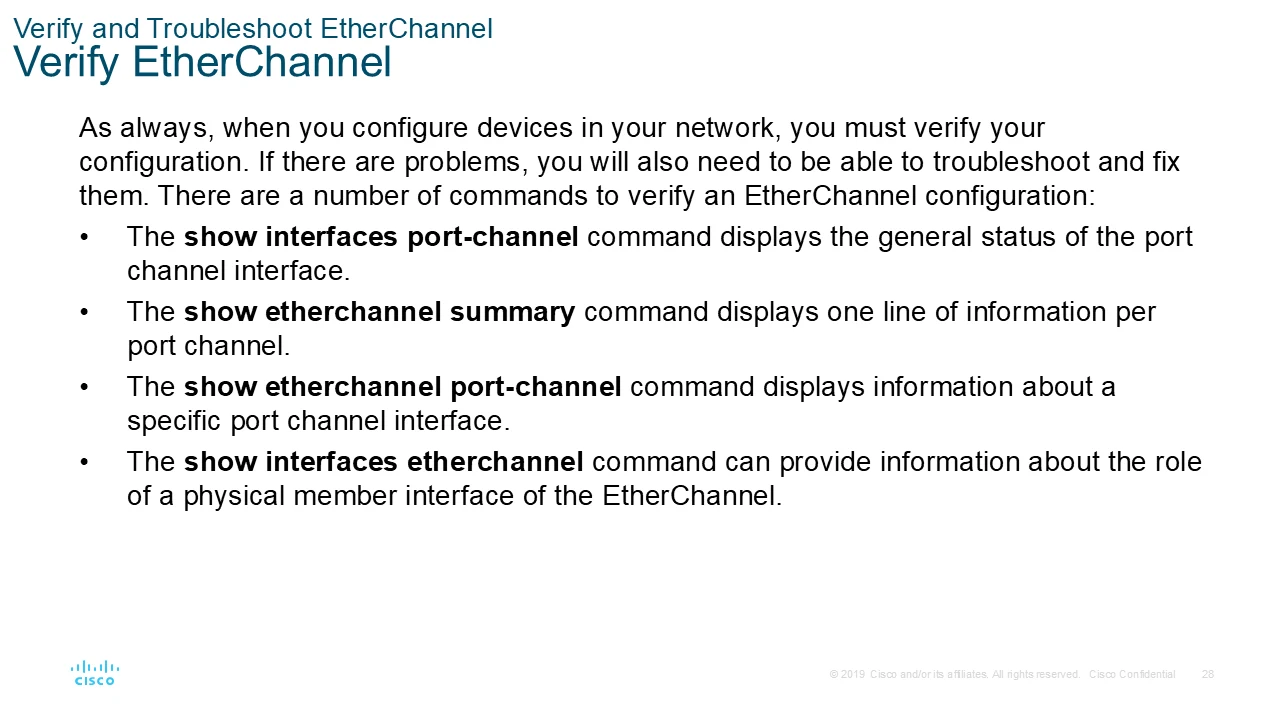 Verify and Troubleshoot EtherChannel
Verify EtherChannel
As always, when you configure devices in your network, you must verify your
configuration. If there are problems, you will also need to be able to troubleshoot and fix
them. There are a number of commands to verify an EtherChannel configuration:
• The show interfaces port-channel command displays the general status of the port
channel interface.
• The show etherchannel summary command displays one line of information per
port channel.
• The show etherchannel port-channel command displays information about a
specific port channel interface.
• The show interfaces etherchannel command can provide information about the role
of a physical member interface of the EtherChannel.
CISCO
© 2019 Cisco and/or its affiliates. All rights reserved. Cisco Confidential 28